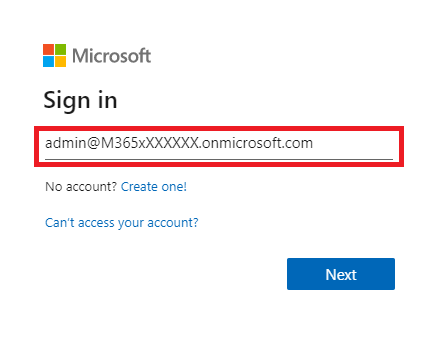 Microsoft
Sign in
admin@M365xXXXXXX.onmicrosoft.com
No account? Create one!
Can't access your account?
Next